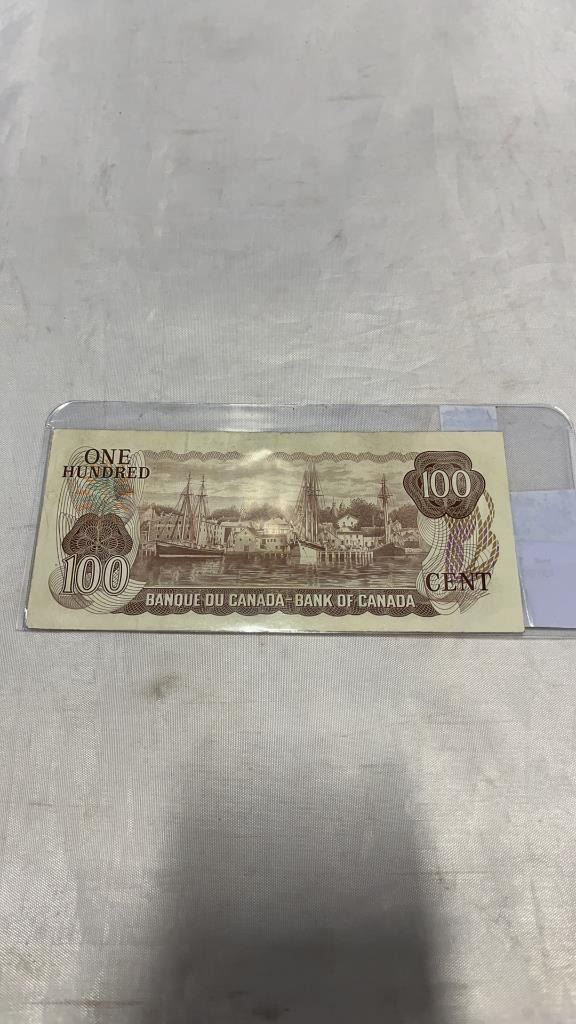 ONE
HUNDRED
100
100
CENT
BANQUE DU CANADA-BANK OF CANADA